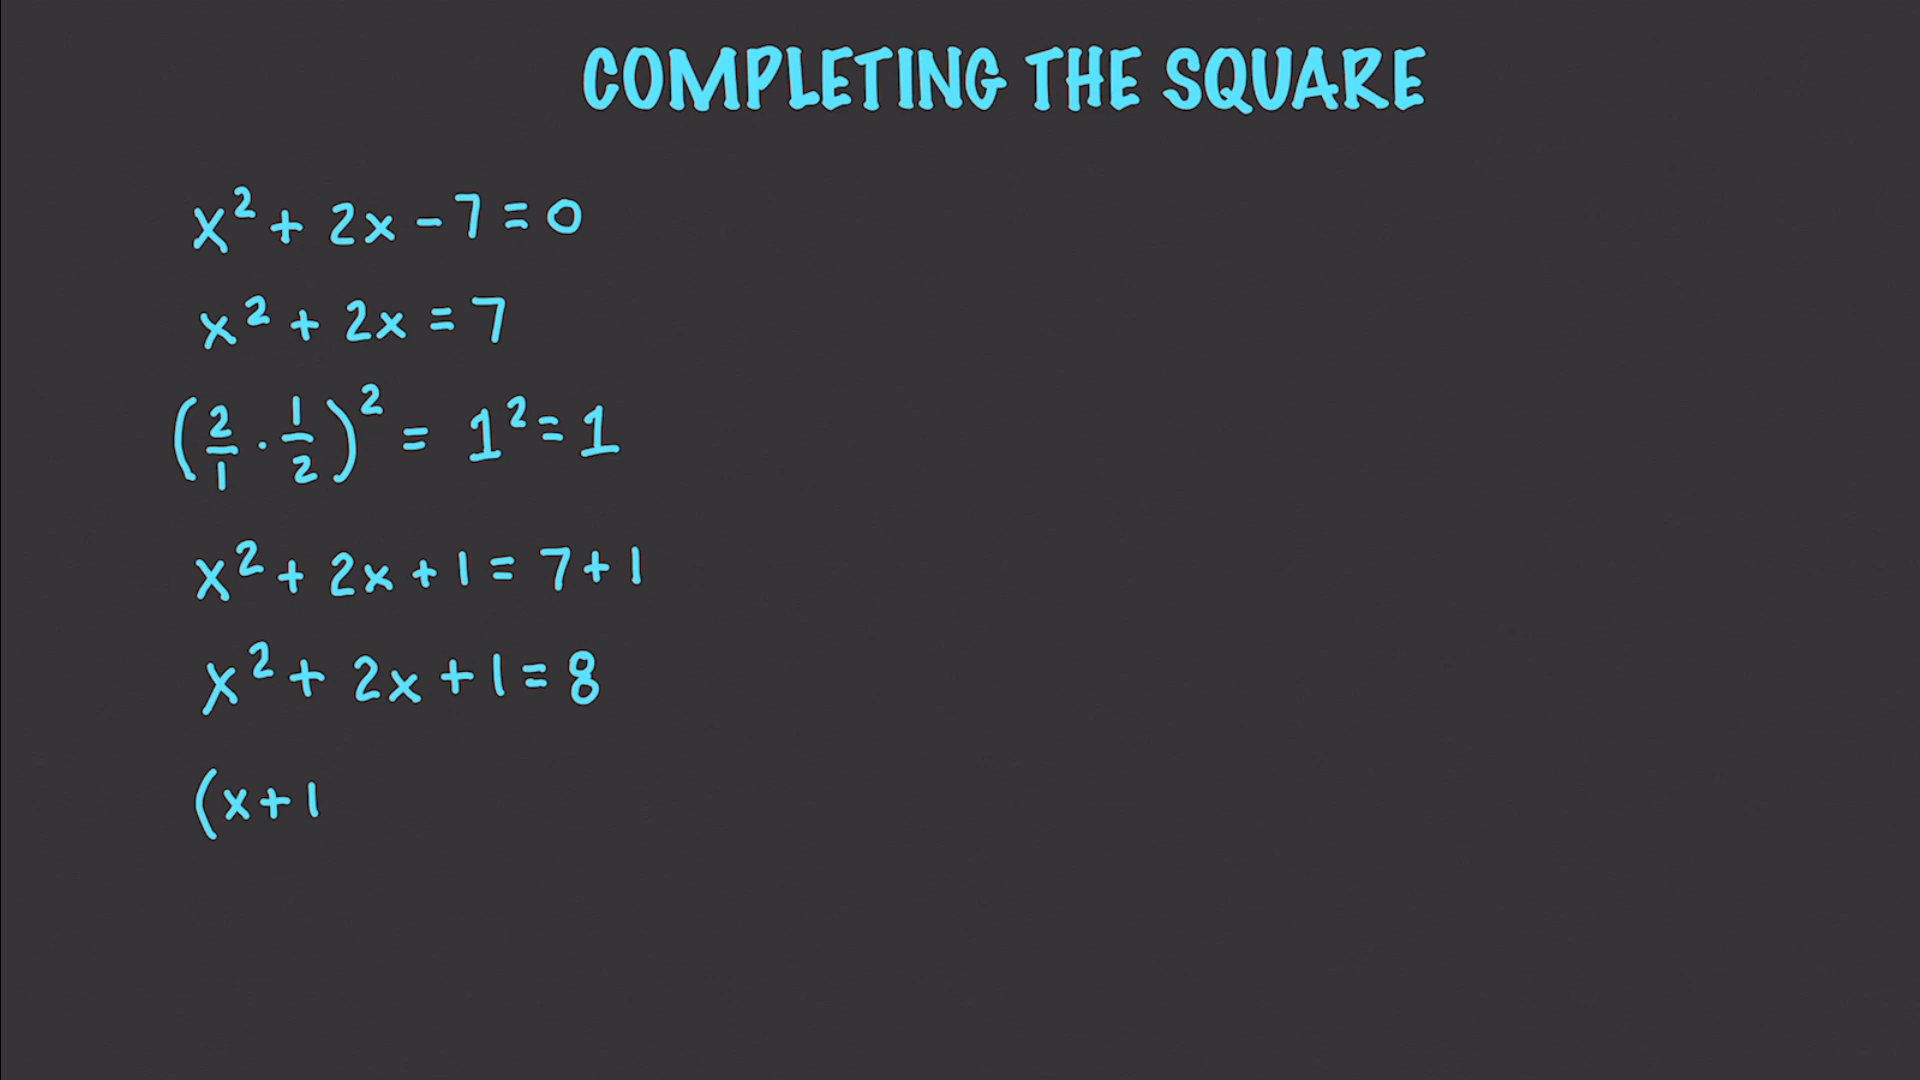 COMPLETING THE SQUARE
x² + 2x - 7 = 0
x² + 2x = 7
(2/1 · 1/2)² = 1² = 1
x² + 2x + 1 = 7 + 1
x² + 2x + 1 = 8
(x + 1